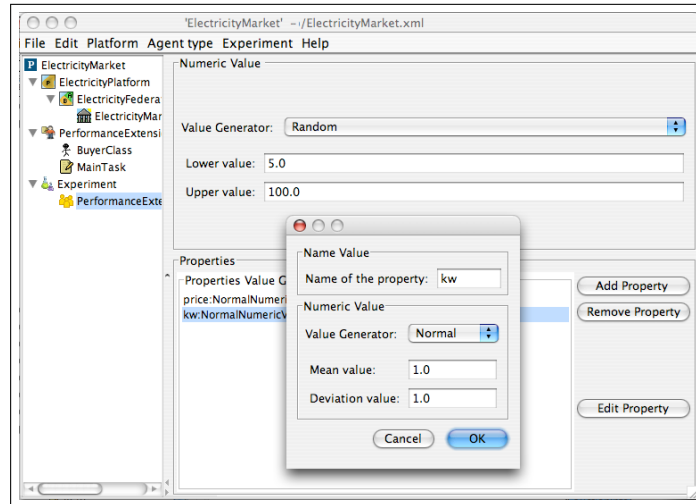 'ElectricityMarket' - ~/ElectricityMarket.xml
File Edit Platform Agent type Experiment Help
P ElectricityMarket
ElectricityPlatform
ElectricityFedera
ElectricityMar
PerformanceExtensi
BuyerClass
MainTask
Experiment
PerformanceExte
Numeric Value
Value Generator: Random
Lower value: 5.0
Upper value: 100.0
Properties
Properties Value G
price:NormalNumeri
kw:NormalNumericV
Add Property
Remove Property
Edit Property
Name Value
Name of the property: kw
Numeric Value
Value Generator: Normal
Mean value: 1.0
Deviation value: 1.0
Cancel OK